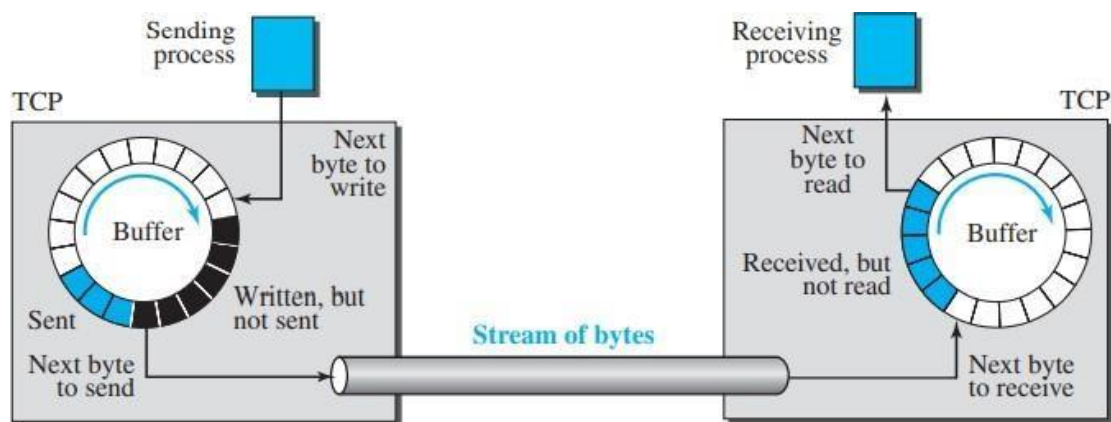 Sending
process
TCP
Next
byte to
write
Buffer
Written, but
not sent
Sent
Next byte
to send
Stream of bytes
Receiving
process
TCP
Next
byte to
read
Buffer
Received, but
not read
Next byte
to receive